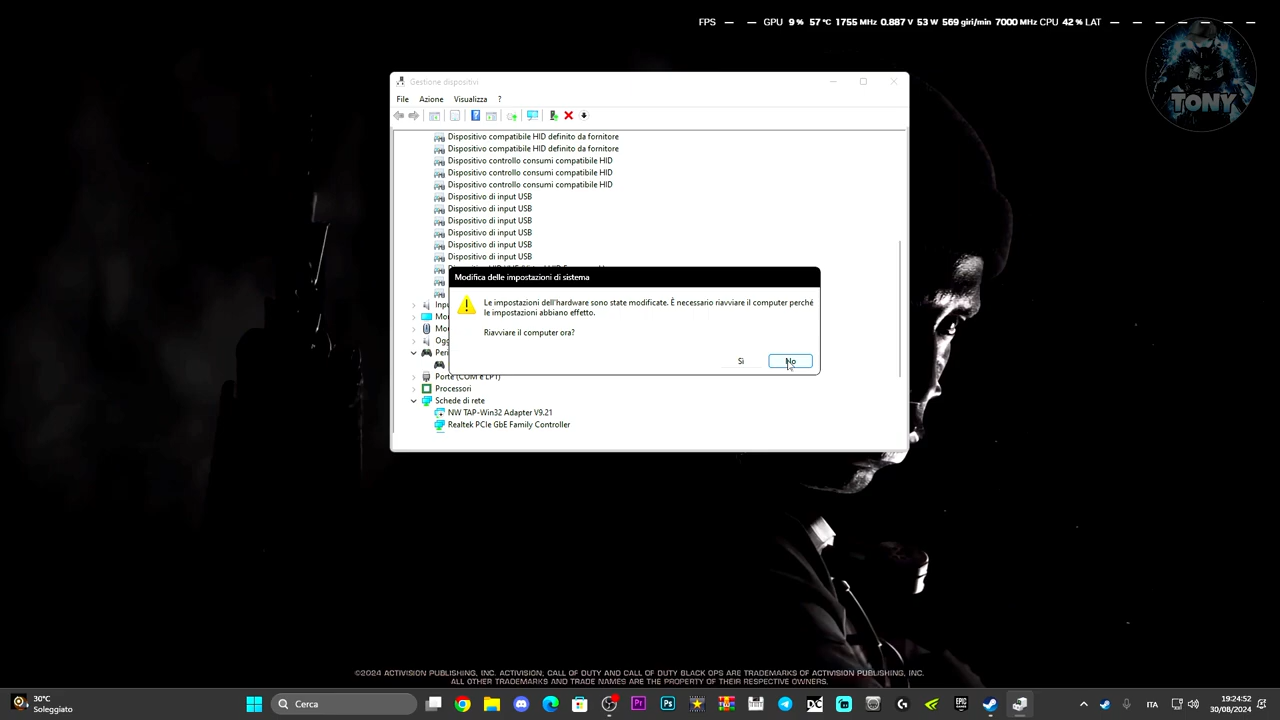 FPS — — GPU 9 % 57 °C 1755 MHz 0.887 V 53 W 569 giri/min 7000 MHz CPU 42 % LAT — — — — — — — —
TONY
Gestione dispositivi
File Azione Visualizza ?
Dispositivo compatibile HID definito da fornitore
Dispositivo compatibile HID definito da fornitore
Dispositivo controllo consumi compatibile HID
Dispositivo controllo consumi compatibile HID
Dispositivo controllo consumi compatibile HID
Dispositivo di input USB
Dispositivo di input USB
Dispositivo di input USB
Dispositivo di input USB
Dispositivo di input USB
Dispositivo di input USB
Modifica delle impostazioni di sistema
Le impostazioni dell'hardware sono state modificate. È necessario riavviare il computer perché
le impostazioni abbiano effetto.
Riavviare il computer ora?
Sì No
Inpu
Mo
Mo
Ogg
Peri
Porte (COM e LPT)
Processori
Schede di rete
NW TAP-Win32 Adapter V9.21
Realtek PCIe GbE Family Controller
©2024 ACTIVISION PUBLISHING, INC. ACTIVISION, CALL OF DUTY AND CALL OF DUTY BLACK OPS ARE TRADEMARKS OF ACTIVISION PUBLISHING, INC.
ALL OTHER TRADEMARKS AND TRADE NAMES ARE THE PROPERTY OF THEIR RESPECTIVE OWNERS.
30°C
Soleggiato
Cerca
ITA
19:24:52
30/08/2024